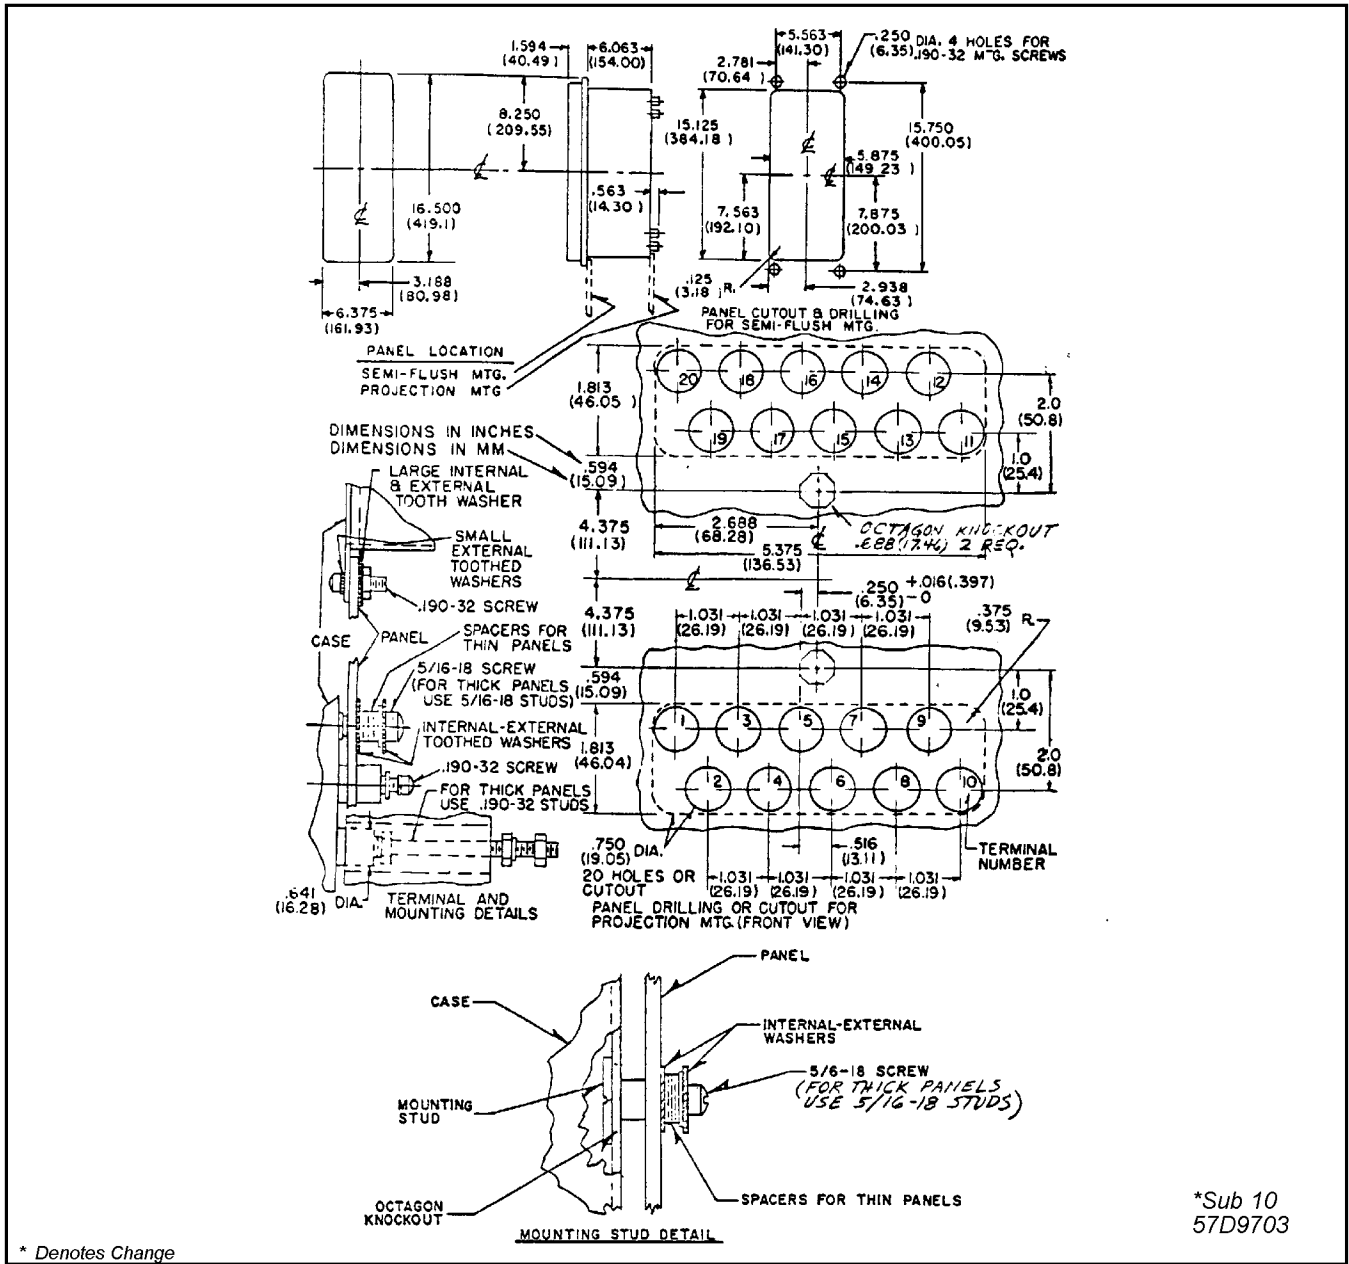 1.594
(40.49)
6.063
(154.00)
5.563
(141.30)
.250
(6.35)
DIA. 4 HOLES FOR
.190-32 MTG. SCREWS
2.781
(70.64 )
8.250
(209.55)
15.125
(384.18)
15.750
(400.05)
5.875
(149.23 )
16.500
(419.1)
.563
(14.30 )
7.563
(192.10)
7.875
(200.03 )
3.188
(80.98)
6.375
(161.93)
.125
(3.18 )
R.
2.938
(74.63 )
PANEL CUTOUT & DRILLING
FOR SEMI-FLUSH MTG.
PANEL LOCATION
SEMI-FLUSH MTG.
PROJECTION MTG
1.813
(46.05 )
20
18
16
14
12
19
17
15
13
11
2.0
(50.8)
1.0
(25.4)
DIMENSIONS IN INCHES
DIMENSIONS IN MM
.594
(15.09)
LARGE INTERNAL
& EXTERNAL
TOOTH WASHER
4.375
(111.13)
2.688
(68.28)
5.375
(136.53)
OCTAGON KNOCKOUT
.688(17.46) 2 REQ.
SMALL
EXTERNAL
TOOTHED
WASHERS
.190-32 SCREW
.250 +.016(.397)
(6.35) -0
4.375
(111.13)
1.031
(26.19)
1.031
(26.19)
1.031
(26.19)
1.031
(26.19)
.375
(9.53)
R.
CASE
PANEL
SPACERS FOR
THIN PANELS
5/16-18 SCREW
(FOR THICK PANELS
USE 5/16-18 STUDS)
.594
(15.09)
1.0
(25.4)
2.0
(50.8)
1
3
5
7
9
2
4
6
8
10
INTERNAL-EXTERNAL
TOOTHED WASHERS
1.813
(46.04)
.190-32 SCREW
FOR THICK PANELS
USE .190-32 STUDS
.750
(19.05)
DIA.
20 HOLES OR
CUTOUT
.516
(13.11)
TERMINAL
NUMBER
1.031
(26.19)
1.031
(26.19)
1.031
(26.19)
1.031
(26.19)
.641
(16.28)
DIA.
TERMINAL AND
MOUNTING DETAILS
PANEL DRILLING OR CUTOUT FOR
PROJECTION MTG.(FRONT VIEW)
PANEL
CASE
INTERNAL-EXTERNAL
WASHERS
5/6-18 SCREW
(FOR THICK PANELS
USE 5/16-18 STUDS)
MOUNTING
STUD
OCTAGON
KNOCKOUT
SPACERS FOR THIN PANELS
MOUNTING STUD DETAIL
*Sub 10
57D9703
* Denotes Change